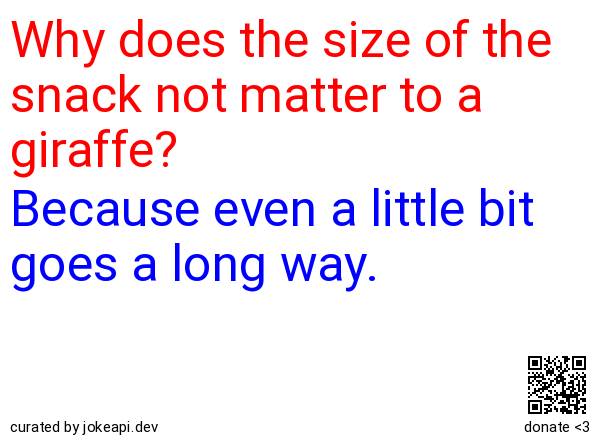 Why does the size of the
snack not matter to a
giraffe?
Because even a little bit
goes a long way.
curated by jokeapi.dev
donate <3